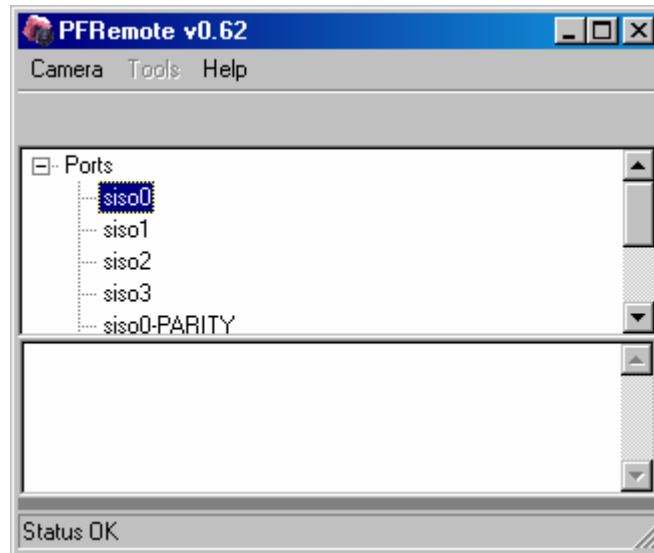 PFRemote v0.62
Camera Tools Help
Ports
siso0
siso1
siso2
siso3
siso0-PARITY
Status OK